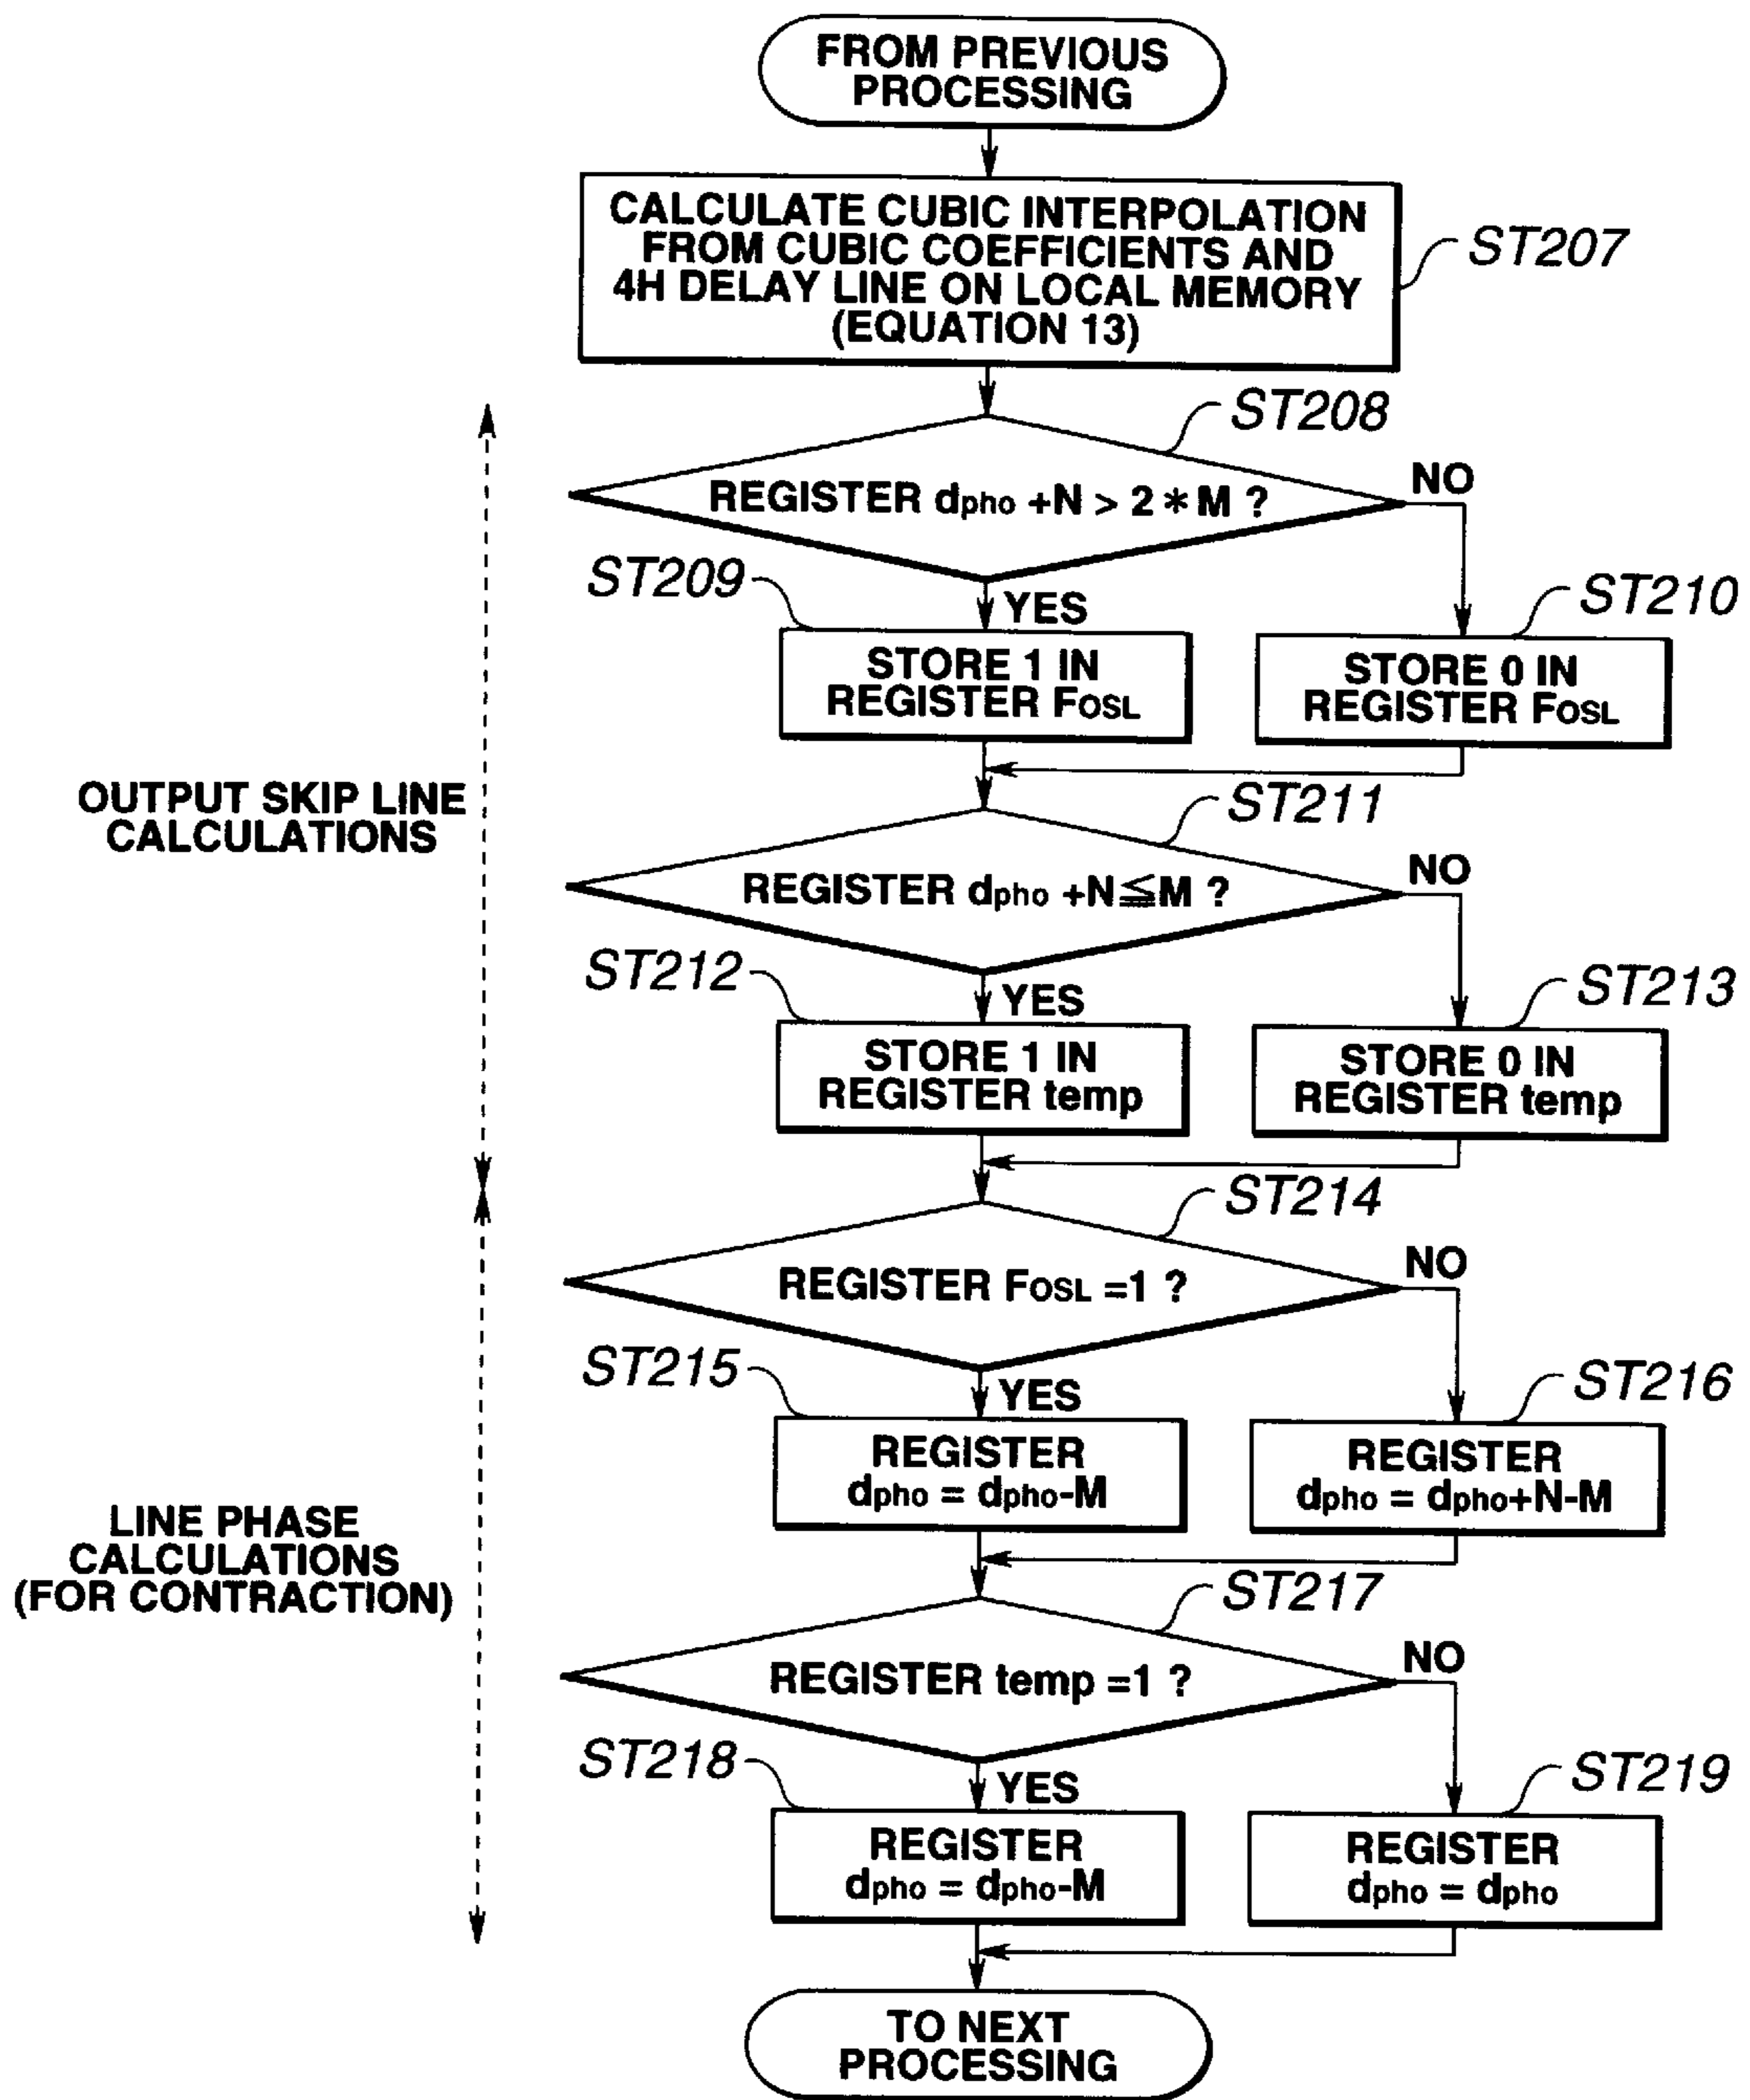 FROM PREVIOUS
PROCESSING
CALCULATE CUBIC INTERPOLATION
FROM CUBIC COEFFICIENTS AND
4H DELAY LINE ON LOCAL MEMORY
(EQUATION 13)
ST207
ST208
REGISTER dpho +N > 2 * M ?
NO
ST209
YES
ST210
STORE 1 IN
REGISTER FOSL
STORE 0 IN
REGISTER FOSL
OUTPUT SKIP LINE
CALCULATIONS
ST211
REGISTER dpho +N≦M ?
NO
ST212
YES
ST213
STORE 1 IN
REGISTER temp
STORE 0 IN
REGISTER temp
ST214
REGISTER FOSL =1 ?
NO
ST215
YES
ST216
REGISTER
dpho = dpho-M
REGISTER
dpho = dpho+N-M
LINE PHASE
CALCULATIONS
(FOR CONTRACTION)
ST217
REGISTER temp =1 ?
NO
ST218
YES
ST219
REGISTER
dpho = dpho-M
REGISTER
dpho = dpho
TO NEXT
PROCESSING